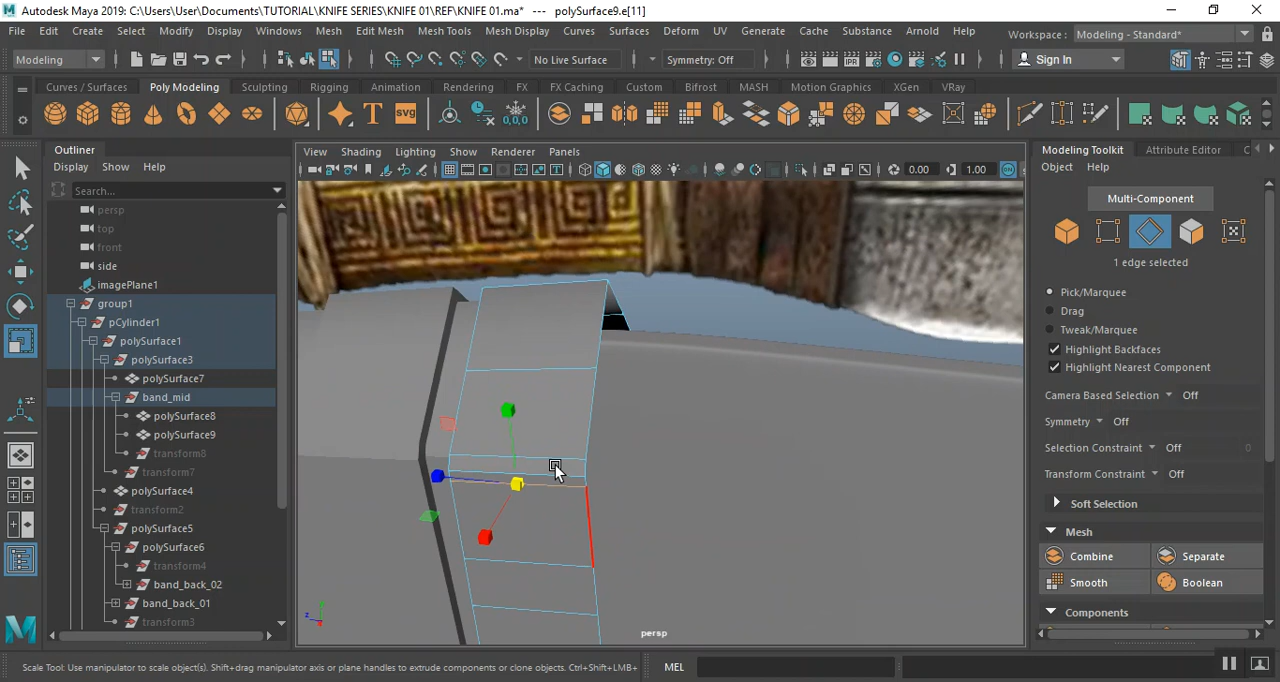 Autodesk Maya 2019: C:\Users\User\Documents\TUTORIAL\KNIFE SERIES\KNIFE 01\REF\KNIFE 01.ma* --- polySurface9.e[11]
File Edit Create Select Modify Display Windows Mesh Edit Mesh Mesh Tools Mesh Display Curves Surfaces Deform UV Generate Cache Substance Arnold Help Workspace : Modeling - Standard*
Modeling No Live Surface Symmetry: Off Sign In
Curves / Surfaces Poly Modeling Sculpting Rigging Animation Rendering FX FX Caching Custom Bifrost MASH Motion Graphics XGen VRay
T SVG 0,0,0
Outliner
Display Show Help
Search...
persp
top
front
side
imagePlane1
group1
pCylinder1
polySurface1
polySurface3
polySurface7
band_mid
polySurface8
polySurface9
transform8
transform7
polySurface4
transform2
polySurface5
polySurface6
transform4
band_back_02
band_back_01
transform3
View Shading Lighting Show Renderer Panels
0.00 1.00
z
persp
Modeling Toolkit Attribute Editor C
Object Help
Multi-Component
1 edge selected
Pick/Marquee
Drag
Tweak/Marquee
Highlight Backfaces
Highlight Nearest Component
Camera Based Selection Off
Symmetry Off
Selection Constraint Off 0
Transform Constraint Off
Soft Selection
Mesh
Combine Separate
Smooth Boolean
Components
Scale Tool: Use manipulator to scale object(s). Shift+drag manipulator axis or plane handles to extrude components or clone objects. Ctrl+Shift+LMB+
MEL